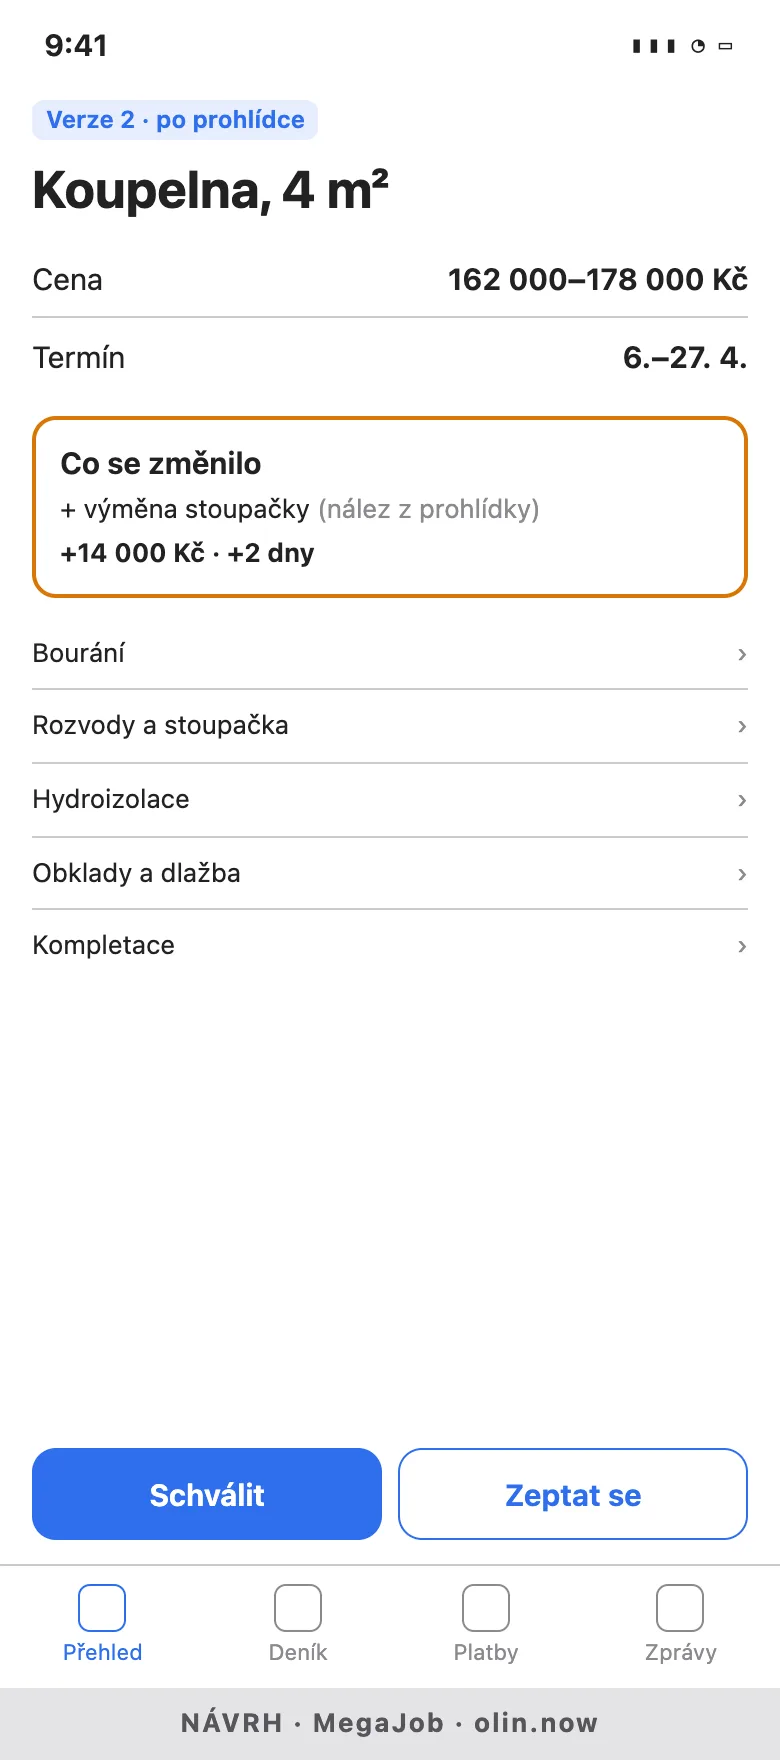 9:41
Verze 2 · po prohlídce
Koupelna, 4 m²
Cena 162 000–178 000 Kč
Termín 6.–27. 4.
Co se změnilo
+ výměna stoupačky (nález z prohlídky)
+14 000 Kč · +2 dny
Bourání ›
Rozvody a stoupačka ›
Hydroizolace ›
Obklady a dlažba ›
Kompletace ›
Schválit Zeptat se
Přehled Deník Platby Zprávy
NÁVRH · MegaJob · olin.now